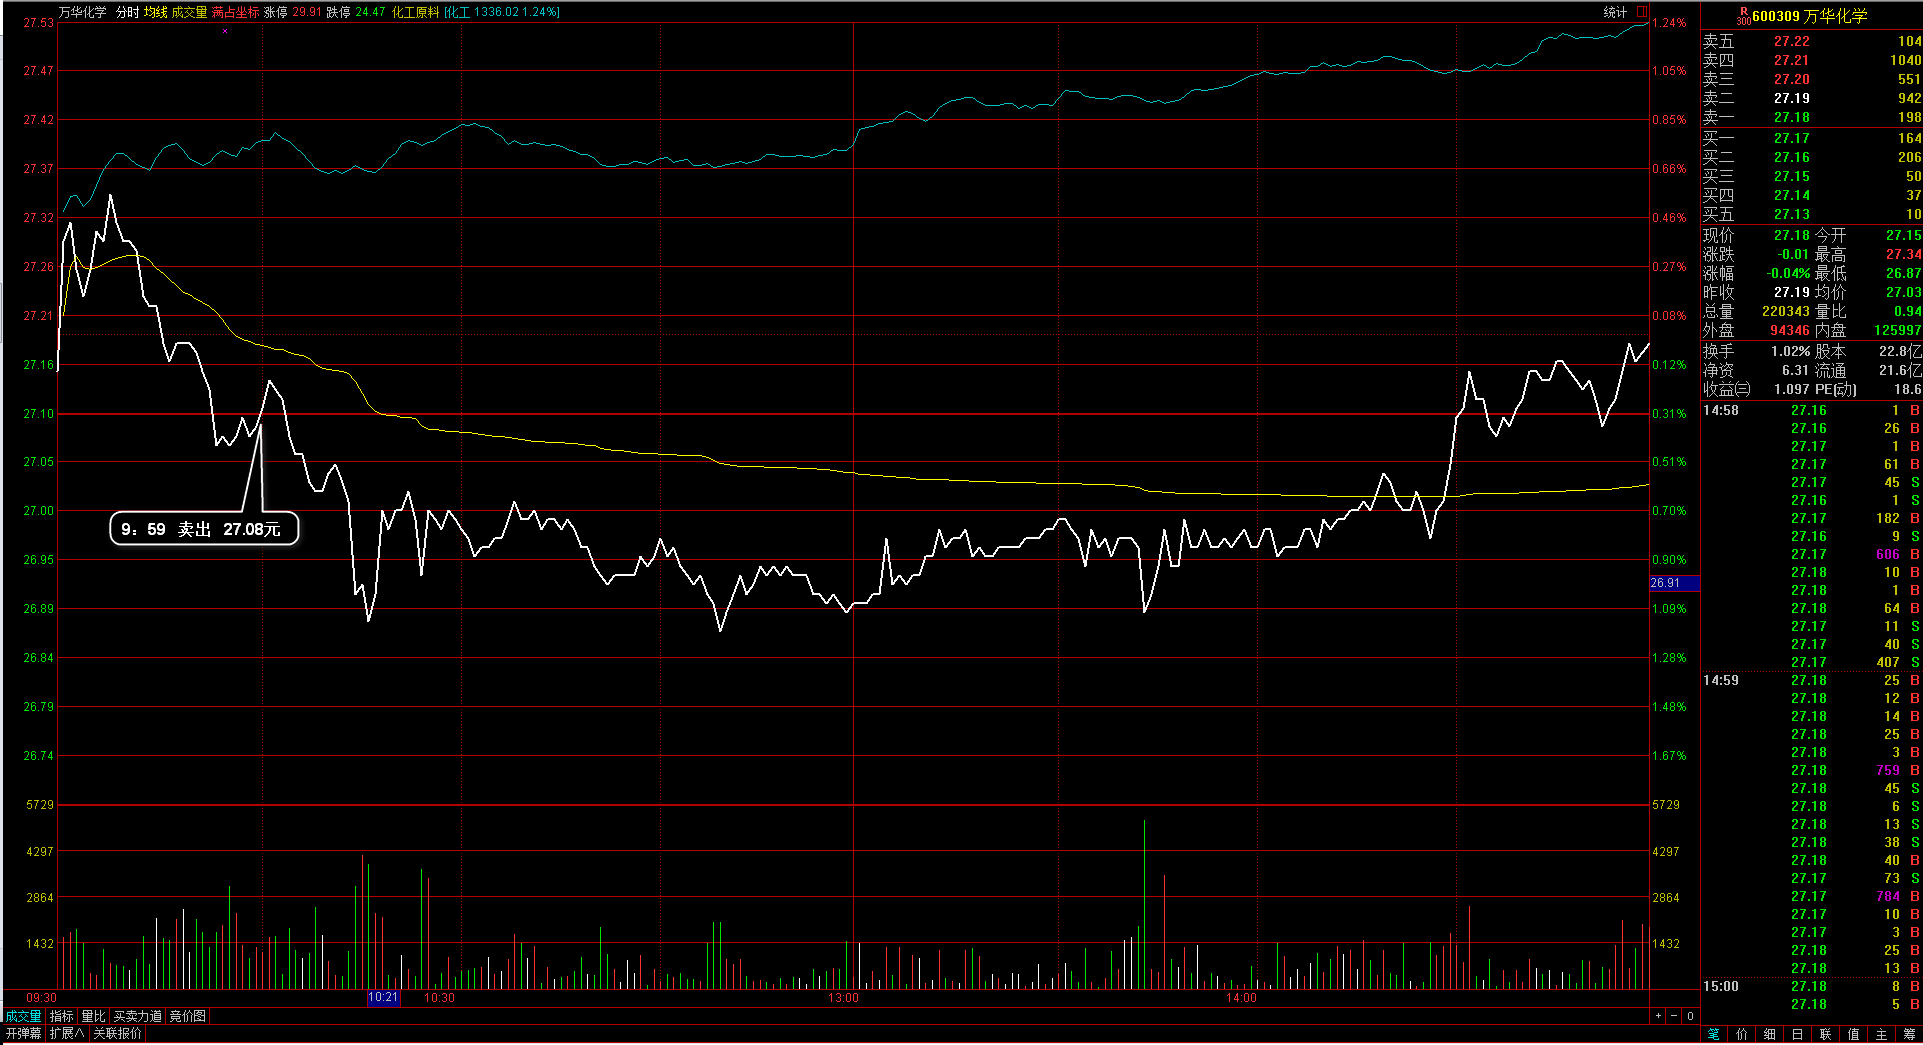 万华化学 分时 均线 成交量 满占坐标 涨停 29.91 跌停 24.47 化工原料 [化工 1336.02 1.24%]
统计
27.53
27.47
27.42
27.37
27.32
27.26
27.21
27.16
27.10
27.05
27.00
26.95
26.89
26.84
26.79
26.74
5729
4297
2864
1432
9：59 卖出 27.08元
1.24%
1.05%
0.85%
0.66%
0.46%
0.27%
0.08%
0.12%
0.31%
0.51%
0.70%
0.90%
26.91
1.09%
1.28%
1.48%
1.67%
5729
4297
2864
1432
09:30 10:21 10:30 13:00 14:00
成交量 指标 量比 买卖力道 竞价图
+ - 0
开弹幕 扩展∧ 关联报价
R 300 600309 万华化学
卖五 27.22 104
卖四 27.21 1040
卖三 27.20 551
卖二 27.19 942
卖一 27.18 198
买一 27.17 164
买二 27.16 206
买三 27.15 50
买四 27.14 37
买五 27.13 10
现价 27.18 今开 27.15
涨跌 -0.01 最高 27.34
涨幅 -0.04% 最低 26.87
昨收 27.19 均价 27.03
总量 220343 量比 0.94
外盘 94346 内盘 125997
换手 1.02% 股本 22.8亿
净资 6.31 流通 21.6亿
收益㈢ 1.097 PE(动) 18.6
14:58 27.16 1 B
27.16 26 B
27.17 1 B
27.17 61 B
27.17 45 S
27.16 1 S
27.17 182 B
27.16 9 S
27.17 606 B
27.18 10 B
27.18 1 B
27.18 64 B
27.17 11 S
27.17 40 S
27.17 407 S
14:59 27.18 25 B
27.18 12 B
27.18 14 B
27.18 25 B
27.18 3 B
27.18 759 B
27.18 45 S
27.18 6 S
27.18 13 S
27.18 38 S
27.18 40 B
27.17 73 S
27.17 784 B
27.17 10 B
27.17 3 B
27.18 25 B
27.18 13 B
15:00 27.18 8 B
27.18 5 B
笔 价 细 日 联 值 主 筹